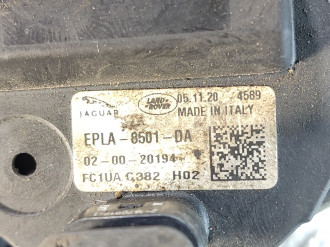 JAGUAR
LAND ROVER
05.11.20 4589
MADE IN ITALY
EPLA-8501-DA
02-00-20194-
FC1UA C382 H02